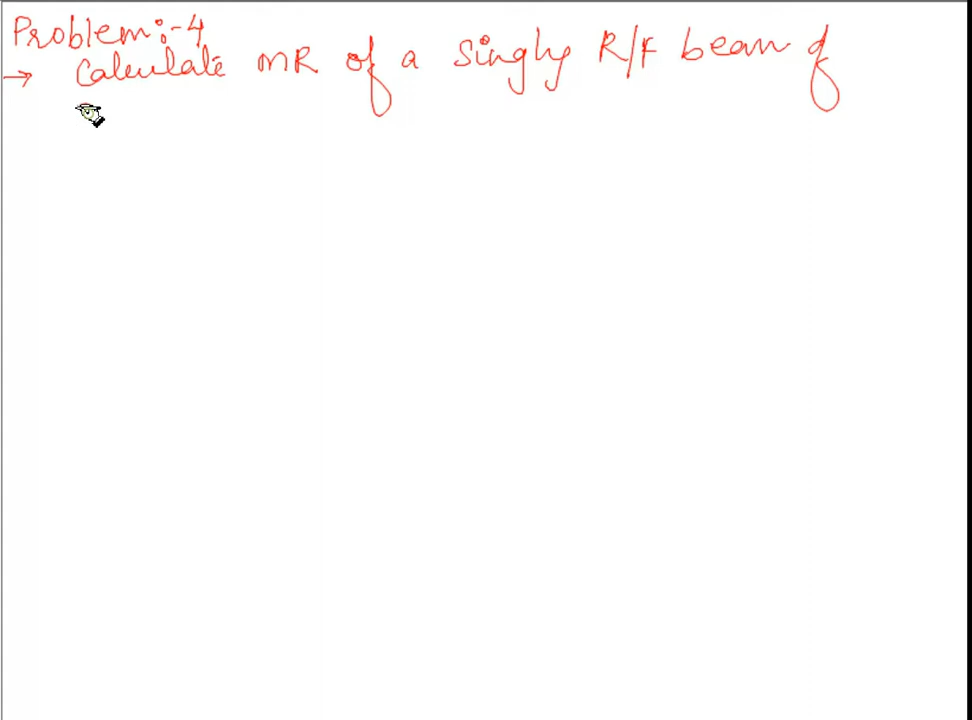 Problem:-4
→ Calculate MR of a Singly R/F beam of